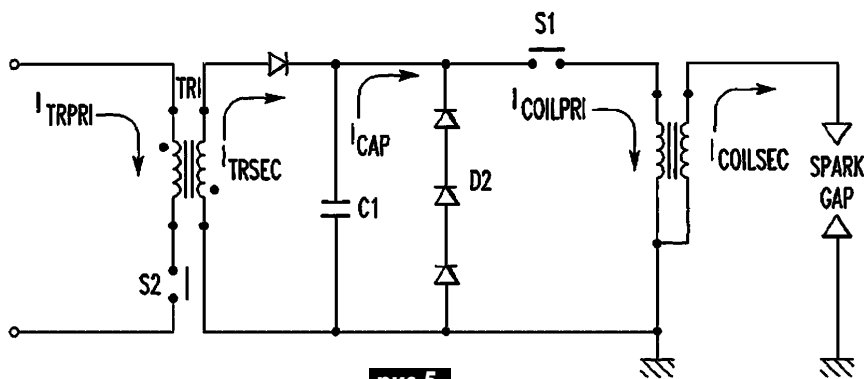 S1
TR1
I TRPRI
I TRSEC
I CAP
I COILPRI
I COILSEC
SPARK
GAP
D2
C1
S2